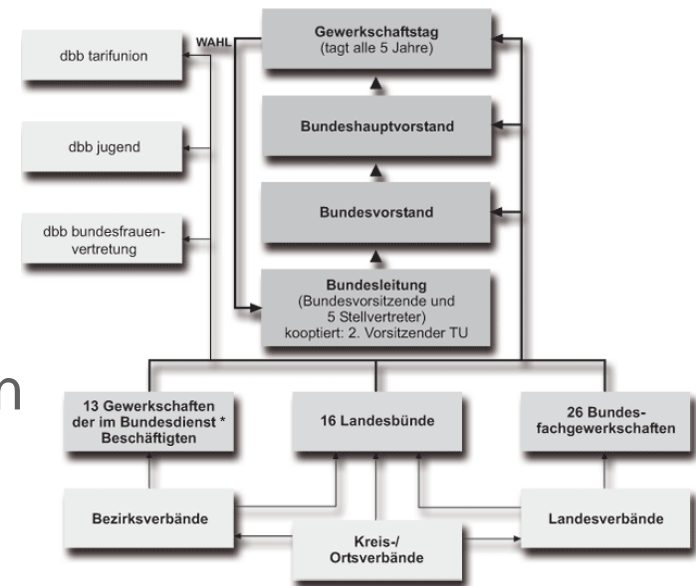 WAHL
dbb tarifunion
dbb jugend
dbb bundesfrauen-
vertretung
Gewerkschaftstag
(tagt alle 5 Jahre)
Bundeshauptvorstand
Bundesvorstand
Bundesleitung
(Bundesvorsitzende und
5 Stellvertreter)
kooptiert: 2. Vorsitzender TU
n
13 Gewerkschaften
der im Bundesdienst *
Beschäftigten
16 Landesbünde
26 Bundes-
fachgewerkschaften
Bezirksverbände
Kreis-/
Ortsverbände
Landesverbände